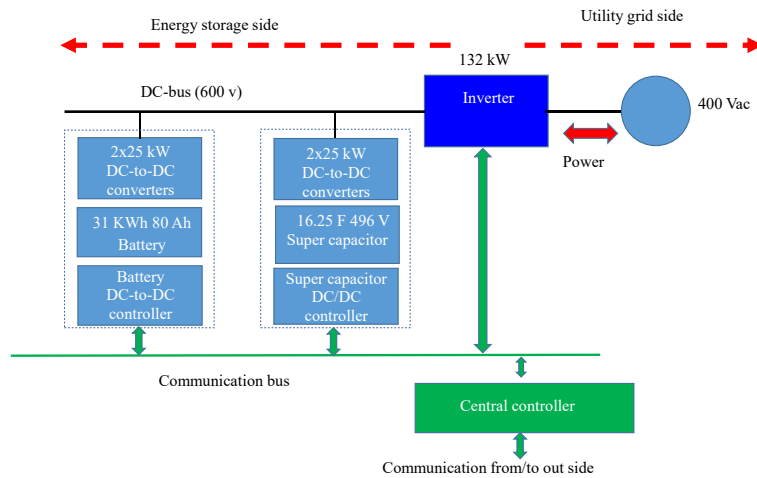 Energy storage side
Utility grid side
132 kW
DC-bus (600 v)
Inverter
400 Vac
Power
2x25 kW
DC-to-DC
converters
31 KWh 80 Ah
Battery
Battery
DC-to-DC
controller
2x25 kW
DC-to-DC
converters
16.25 F 496 V
Super capacitor
Super capacitor
DC/DC
controller
Communication bus
Central controller
Communication from/to out side